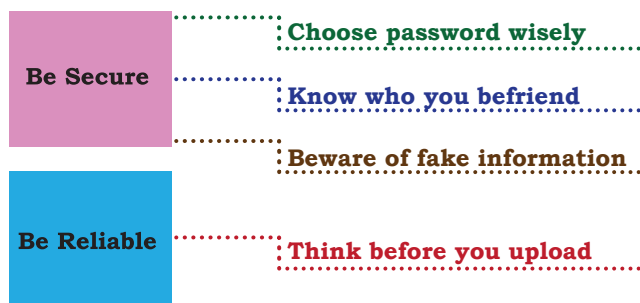 Be Secure
Choose password wisely
Know who you befriend
Beware of fake information
Be Reliable
Think before you upload